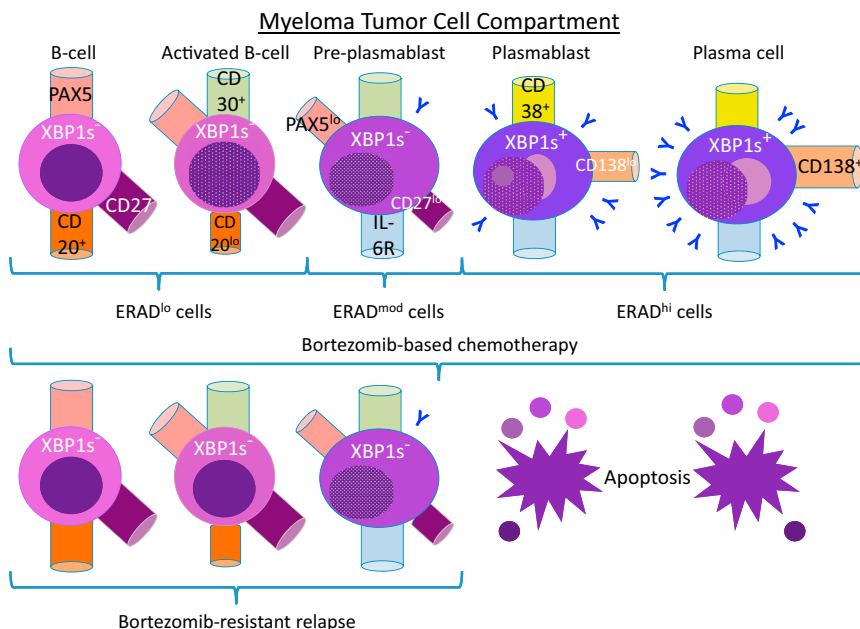 Myeloma Tumor Cell Compartment
B-cell
Activated B-cell
Pre-plasmablast
Plasmablast
Plasma cell
PAX5
CD
30⁺
CD
38⁺
PAX5ˡᵒ
XBP1s⁻
XBP1s⁻
XBP1s⁻
XBP1s⁺
XBP1s⁺
CD138ˡᵒ
CD138⁺
CD27
CD27ˡᵒ
CD
20⁺
CD
20ˡᵒ
IL-
6R
ERADˡᵒ cells
ERADᵐᵒᵈ cells
ERADʰⁱ cells
Bortezomib-based chemotherapy
XBP1s⁻
XBP1s⁻
XBP1s⁻
Apoptosis
Bortezomib-resistant relapse